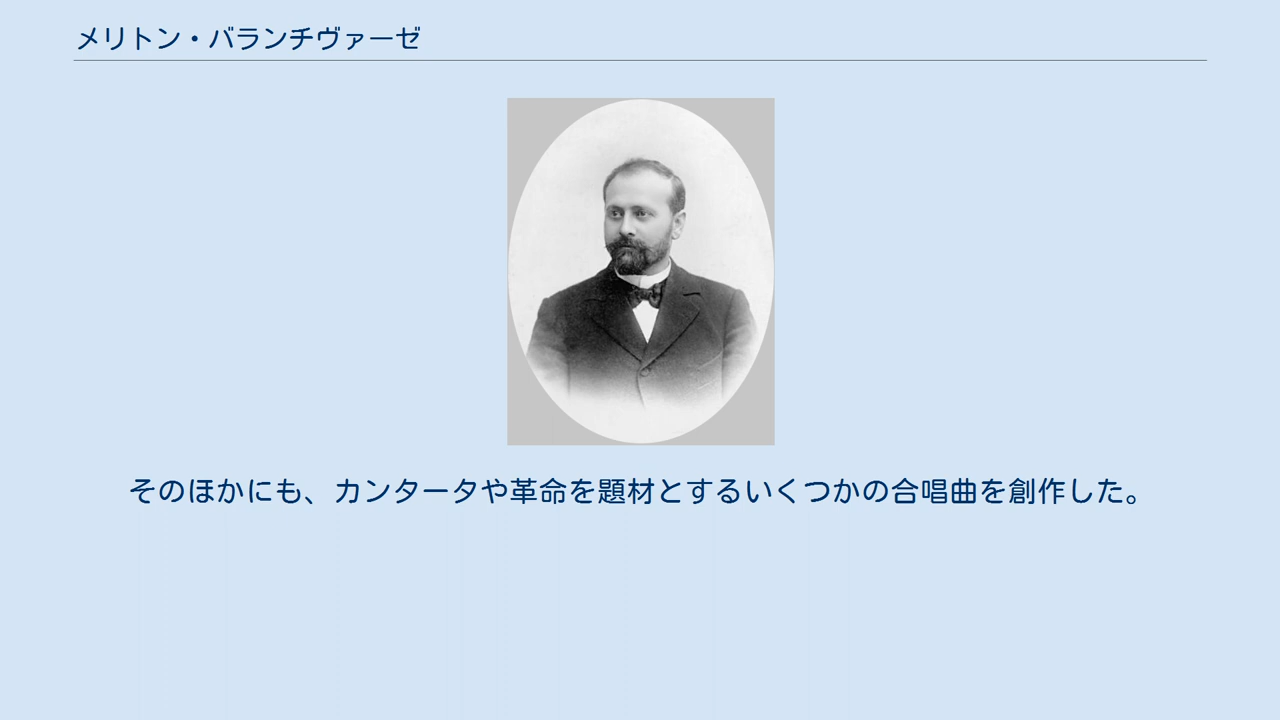 メリトン・バランチヴァーゼ
そのほかにも、カンタータや革命を題材とするいくつかの合唱曲を創作した。